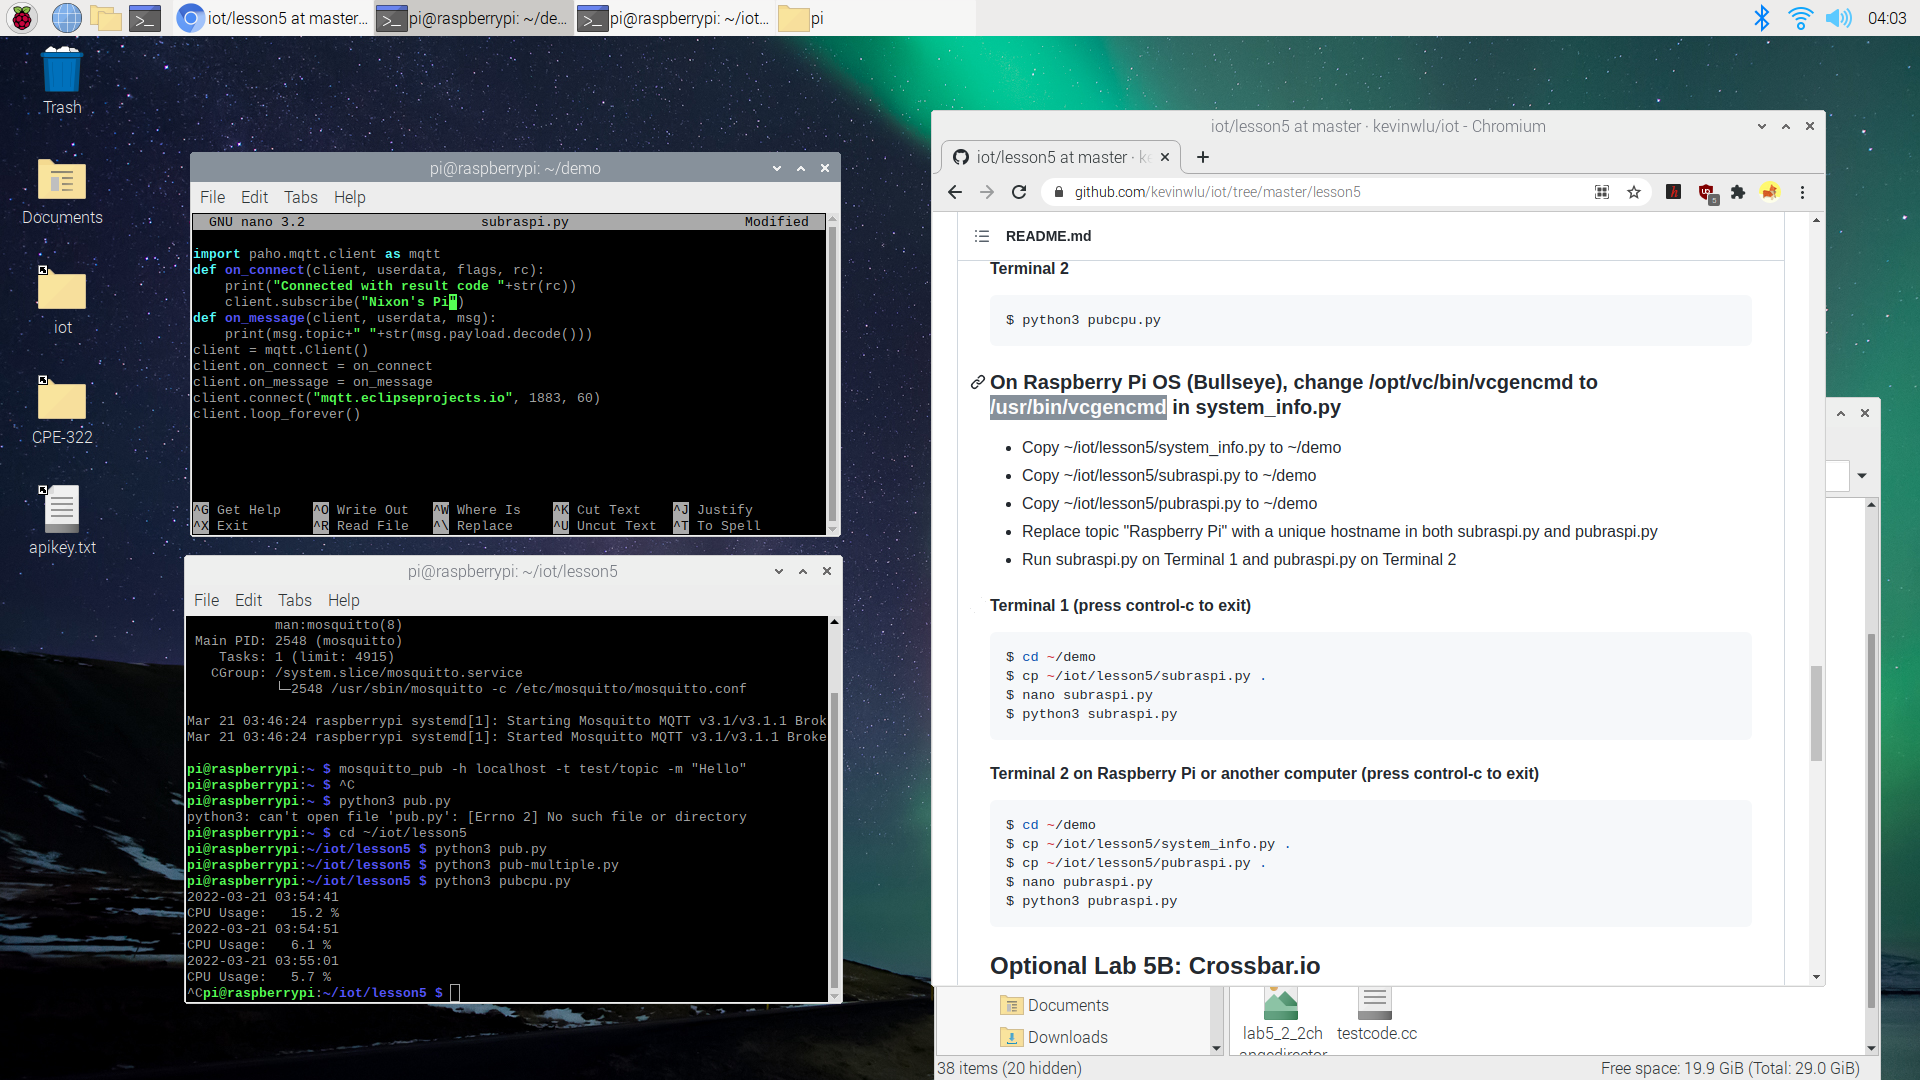 iot/lesson5 at master...
pi@raspberrypi: ~/de...
pi@raspberrypi: ~/iot...
pi
04:03
Trash
Documents
iot
CPE-322
apikey.txt
pi@raspberrypi: ~/demo
File Edit Tabs Help
GNU nano 3.2 subraspi.py Modified
import paho.mqtt.client as mqtt
def on_connect(client, userdata, flags, rc):
    print("Connected with result code "+str(rc))
    client.subscribe("Nixon's Pi")
def on_message(client, userdata, msg):
    print(msg.topic+" "+str(msg.payload.decode()))
client = mqtt.Client()
client.on_connect = on_connect
client.on_message = on_message
client.connect("mqtt.eclipseprojects.io", 1883, 60)
client.loop_forever()
^G Get Help ^O Write Out ^W Where Is ^K Cut Text ^J Justify
^X Exit ^R Read File ^\ Replace ^U Uncut Text ^T To Spell
pi@raspberrypi: ~/iot/lesson5
File Edit Tabs Help
man:mosquitto(8)
Main PID: 2548 (mosquitto)
Tasks: 1 (limit: 4915)
CGroup: /system.slice/mosquitto.service
└─2548 /usr/sbin/mosquitto -c /etc/mosquitto/mosquitto.conf
Mar 21 03:46:24 raspberrypi systemd[1]: Starting Mosquitto MQTT v3.1/v3.1.1 Brok
Mar 21 03:46:24 raspberrypi systemd[1]: Started Mosquitto MQTT v3.1/v3.1.1 Broke
pi@raspberrypi:~ $ mosquitto_pub -h localhost -t test/topic -m "Hello"
pi@raspberrypi:~ $ ^C
pi@raspberrypi:~ $ python3 pub.py
python3: can't open file 'pub.py': [Errno 2] No such file or directory
pi@raspberrypi:~ $ cd ~/iot/lesson5
pi@raspberrypi:~/iot/lesson5 $ python3 pub.py
pi@raspberrypi:~/iot/lesson5 $ python3 pub-multiple.py
pi@raspberrypi:~/iot/lesson5 $ python3 pubcpu.py
2022-03-21 03:54:41
CPU Usage:   15.2 %
2022-03-21 03:54:51
CPU Usage:   6.1 %
2022-03-21 03:55:01
CPU Usage:   5.7 %
^Cpi@raspberrypi:~/iot/lesson5 $
iot/lesson5 at master · kevinwlu/iot - Chromium
iot/lesson5 at master · ke
github.com/kevinwlu/iot/tree/master/lesson5
5
README.md
Terminal 2
$ python3 pubcpu.py
On Raspberry Pi OS (Bullseye), change /opt/vc/bin/vcgencmd to
/usr/bin/vcgencmd in system_info.py
• Copy ~/iot/lesson5/system_info.py to ~/demo
• Copy ~/iot/lesson5/subraspi.py to ~/demo
• Copy ~/iot/lesson5/pubraspi.py to ~/demo
• Replace topic "Raspberry Pi" with a unique hostname in both subraspi.py and pubraspi.py
• Run subraspi.py on Terminal 1 and pubraspi.py on Terminal 2
Terminal 1 (press control-c to exit)
$ cd ~/demo
$ cp ~/iot/lesson5/subraspi.py .
$ nano subraspi.py
$ python3 subraspi.py
Terminal 2 on Raspberry Pi or another computer (press control-c to exit)
$ cd ~/demo
$ cp ~/iot/lesson5/system_info.py .
$ cp ~/iot/lesson5/pubraspi.py .
$ nano pubraspi.py
$ python3 pubraspi.py
Optional Lab 5B: Crossbar.io
Documents
Downloads
lab5_2_2ch
angedirector
testcode.cc
38 items (20 hidden)
Free space: 19.9 GiB (Total: 29.0 GiB)